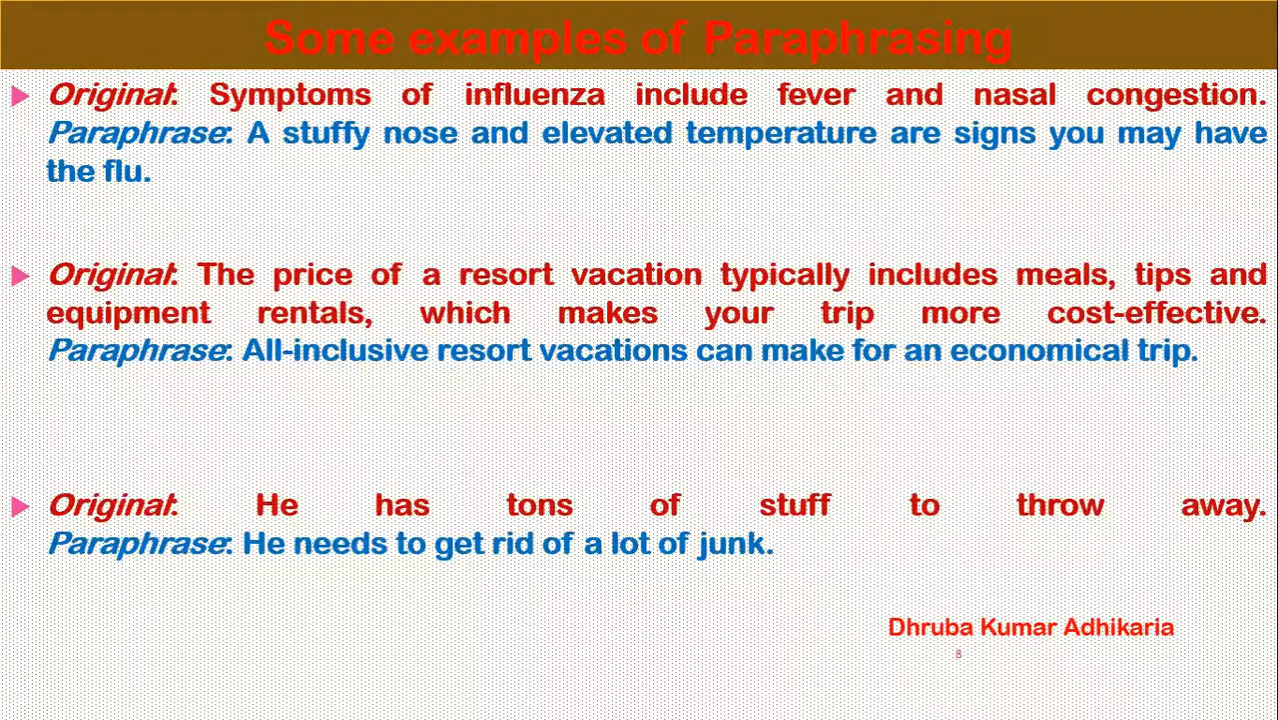 Some examples of Paraphrasing
Original: Symptoms of influenza include fever and nasal congestion.
Paraphrase: A stuffy nose and elevated temperature are signs you may have
the flu.
Original: The price of a resort vacation typically includes meals, tips and
equipment rentals, which makes your trip more cost-effective.
Paraphrase: All-inclusive resort vacations can make for an economical trip.
Original: He has tons of stuff to throw away.
Paraphrase: He needs to get rid of a lot of junk.
Dhruba Kumar Adhikaria
8